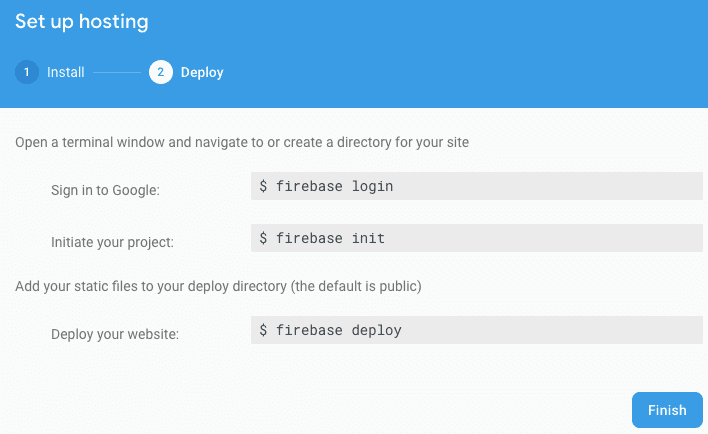 Set up hosting
1 Install 2 Deploy
Open a terminal window and navigate to or create a directory for your site
Sign in to Google: $ firebase login
Initiate your project: $ firebase init
Add your static files to your deploy directory (the default is public)
Deploy your website: $ firebase deploy
Finish